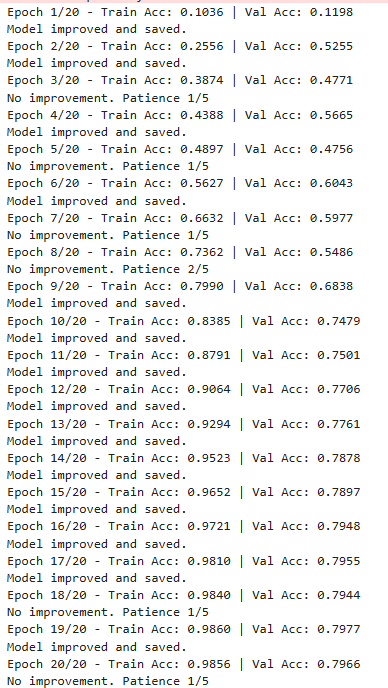 Epoch 1/20 - Train Acc: 0.1036 | Val Acc: 0.1198
Model improved and saved.
Epoch 2/20 - Train Acc: 0.2556 | Val Acc: 0.5255
Model improved and saved.
Epoch 3/20 - Train Acc: 0.3874 | Val Acc: 0.4771
No improvement. Patience 1/5
Epoch 4/20 - Train Acc: 0.4388 | Val Acc: 0.5665
Model improved and saved.
Epoch 5/20 - Train Acc: 0.4897 | Val Acc: 0.4756
No improvement. Patience 1/5
Epoch 6/20 - Train Acc: 0.5627 | Val Acc: 0.6043
Model improved and saved.
Epoch 7/20 - Train Acc: 0.6632 | Val Acc: 0.5977
No improvement. Patience 1/5
Epoch 8/20 - Train Acc: 0.7362 | Val Acc: 0.5486
No improvement. Patience 2/5
Epoch 9/20 - Train Acc: 0.7990 | Val Acc: 0.6838
Model improved and saved.
Epoch 10/20 - Train Acc: 0.8385 | Val Acc: 0.7479
Model improved and saved.
Epoch 11/20 - Train Acc: 0.8791 | Val Acc: 0.7501
Model improved and saved.
Epoch 12/20 - Train Acc: 0.9064 | Val Acc: 0.7706
Model improved and saved.
Epoch 13/20 - Train Acc: 0.9294 | Val Acc: 0.7761
Model improved and saved.
Epoch 14/20 - Train Acc: 0.9523 | Val Acc: 0.7878
Model improved and saved.
Epoch 15/20 - Train Acc: 0.9652 | Val Acc: 0.7897
Model improved and saved.
Epoch 16/20 - Train Acc: 0.9721 | Val Acc: 0.7948
Model improved and saved.
Epoch 17/20 - Train Acc: 0.9810 | Val Acc: 0.7955
Model improved and saved.
Epoch 18/20 - Train Acc: 0.9840 | Val Acc: 0.7944
No improvement. Patience 1/5
Epoch 19/20 - Train Acc: 0.9860 | Val Acc: 0.7977
Model improved and saved.
Epoch 20/20 - Train Acc: 0.9856 | Val Acc: 0.7966
No improvement. Patience 1/5